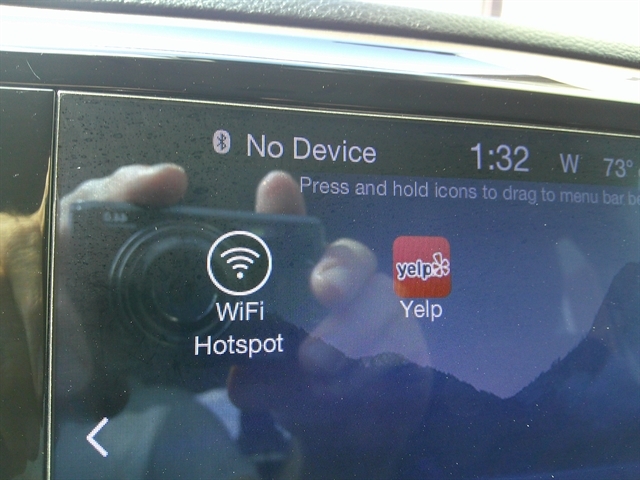 No Device 1:32 W 73°
Press and hold icons to drag to menu bar
yelp
WiFi
Hotspot
Yelp